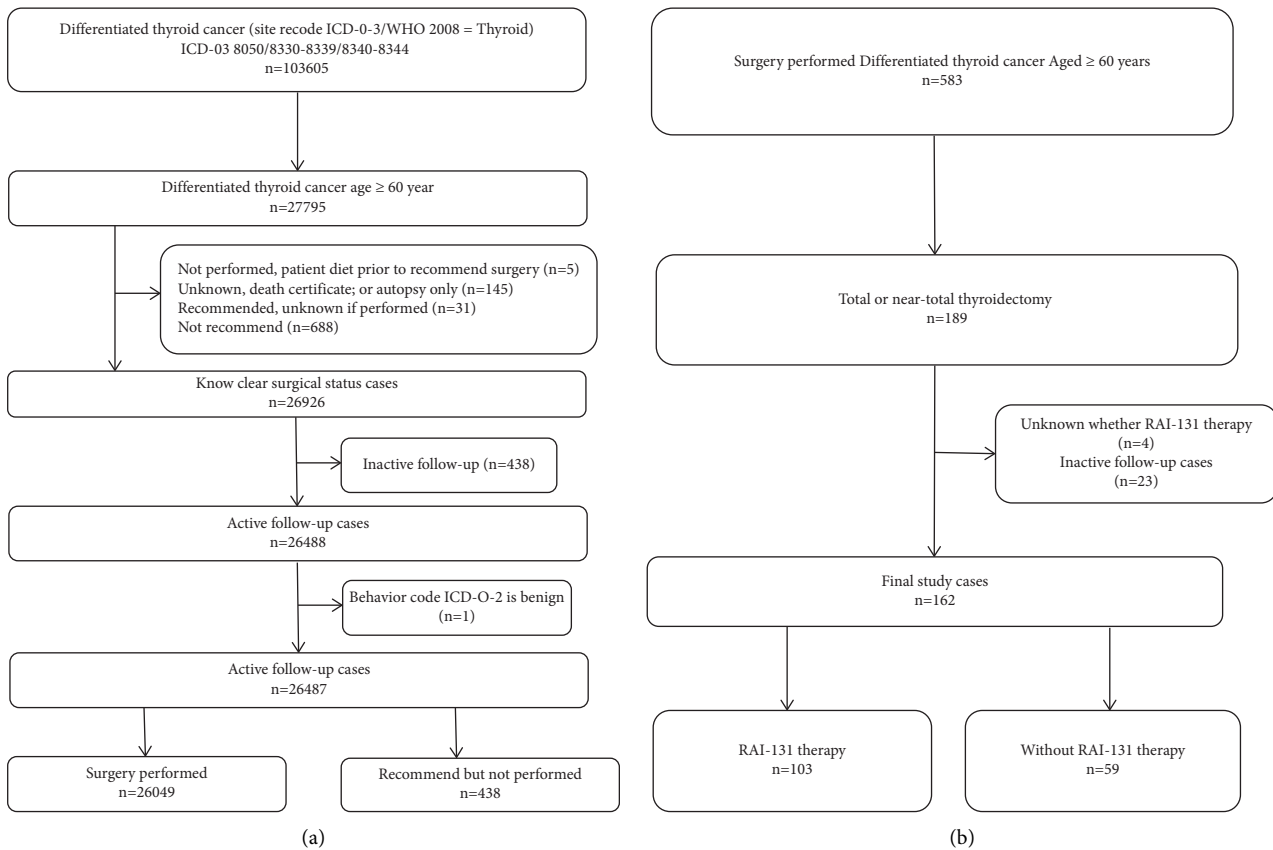 Differentiated thyroid cancer (site recode ICD-0-3/WHO 2008 = Thyroid)
ICD-03 8050/8330-8339/8340-8344
n=103605
Differentiated thyroid cancer age ≥ 60 year
n=27795
Not performed, patient diet prior to recommend surgery (n=5)
Unknown, death certificate; or autopsy only (n=145)
Recommended, unknown if performed (n=31)
Not recommend (n=688)
Know clear surgical status cases
n=26926
Inactive follow-up (n=438)
Active follow-up cases
n=26488
Behavior code ICD-O-2 is benign
(n=1)
Active follow-up cases
n=26487
Surgery performed
n=26049
Recommend but not performed
n=438
(a)
Surgery performed Differentiated thyroid cancer Aged ≥ 60 years
n=583
Total or near-total thyroidectomy
n=189
Unknown whether RAI-131 therapy
(n=4)
Inactive follow-up cases
(n=23)
Final study cases
n=162
RAI-131 therapy
n=103
Without RAI-131 therapy
n=59
(b)